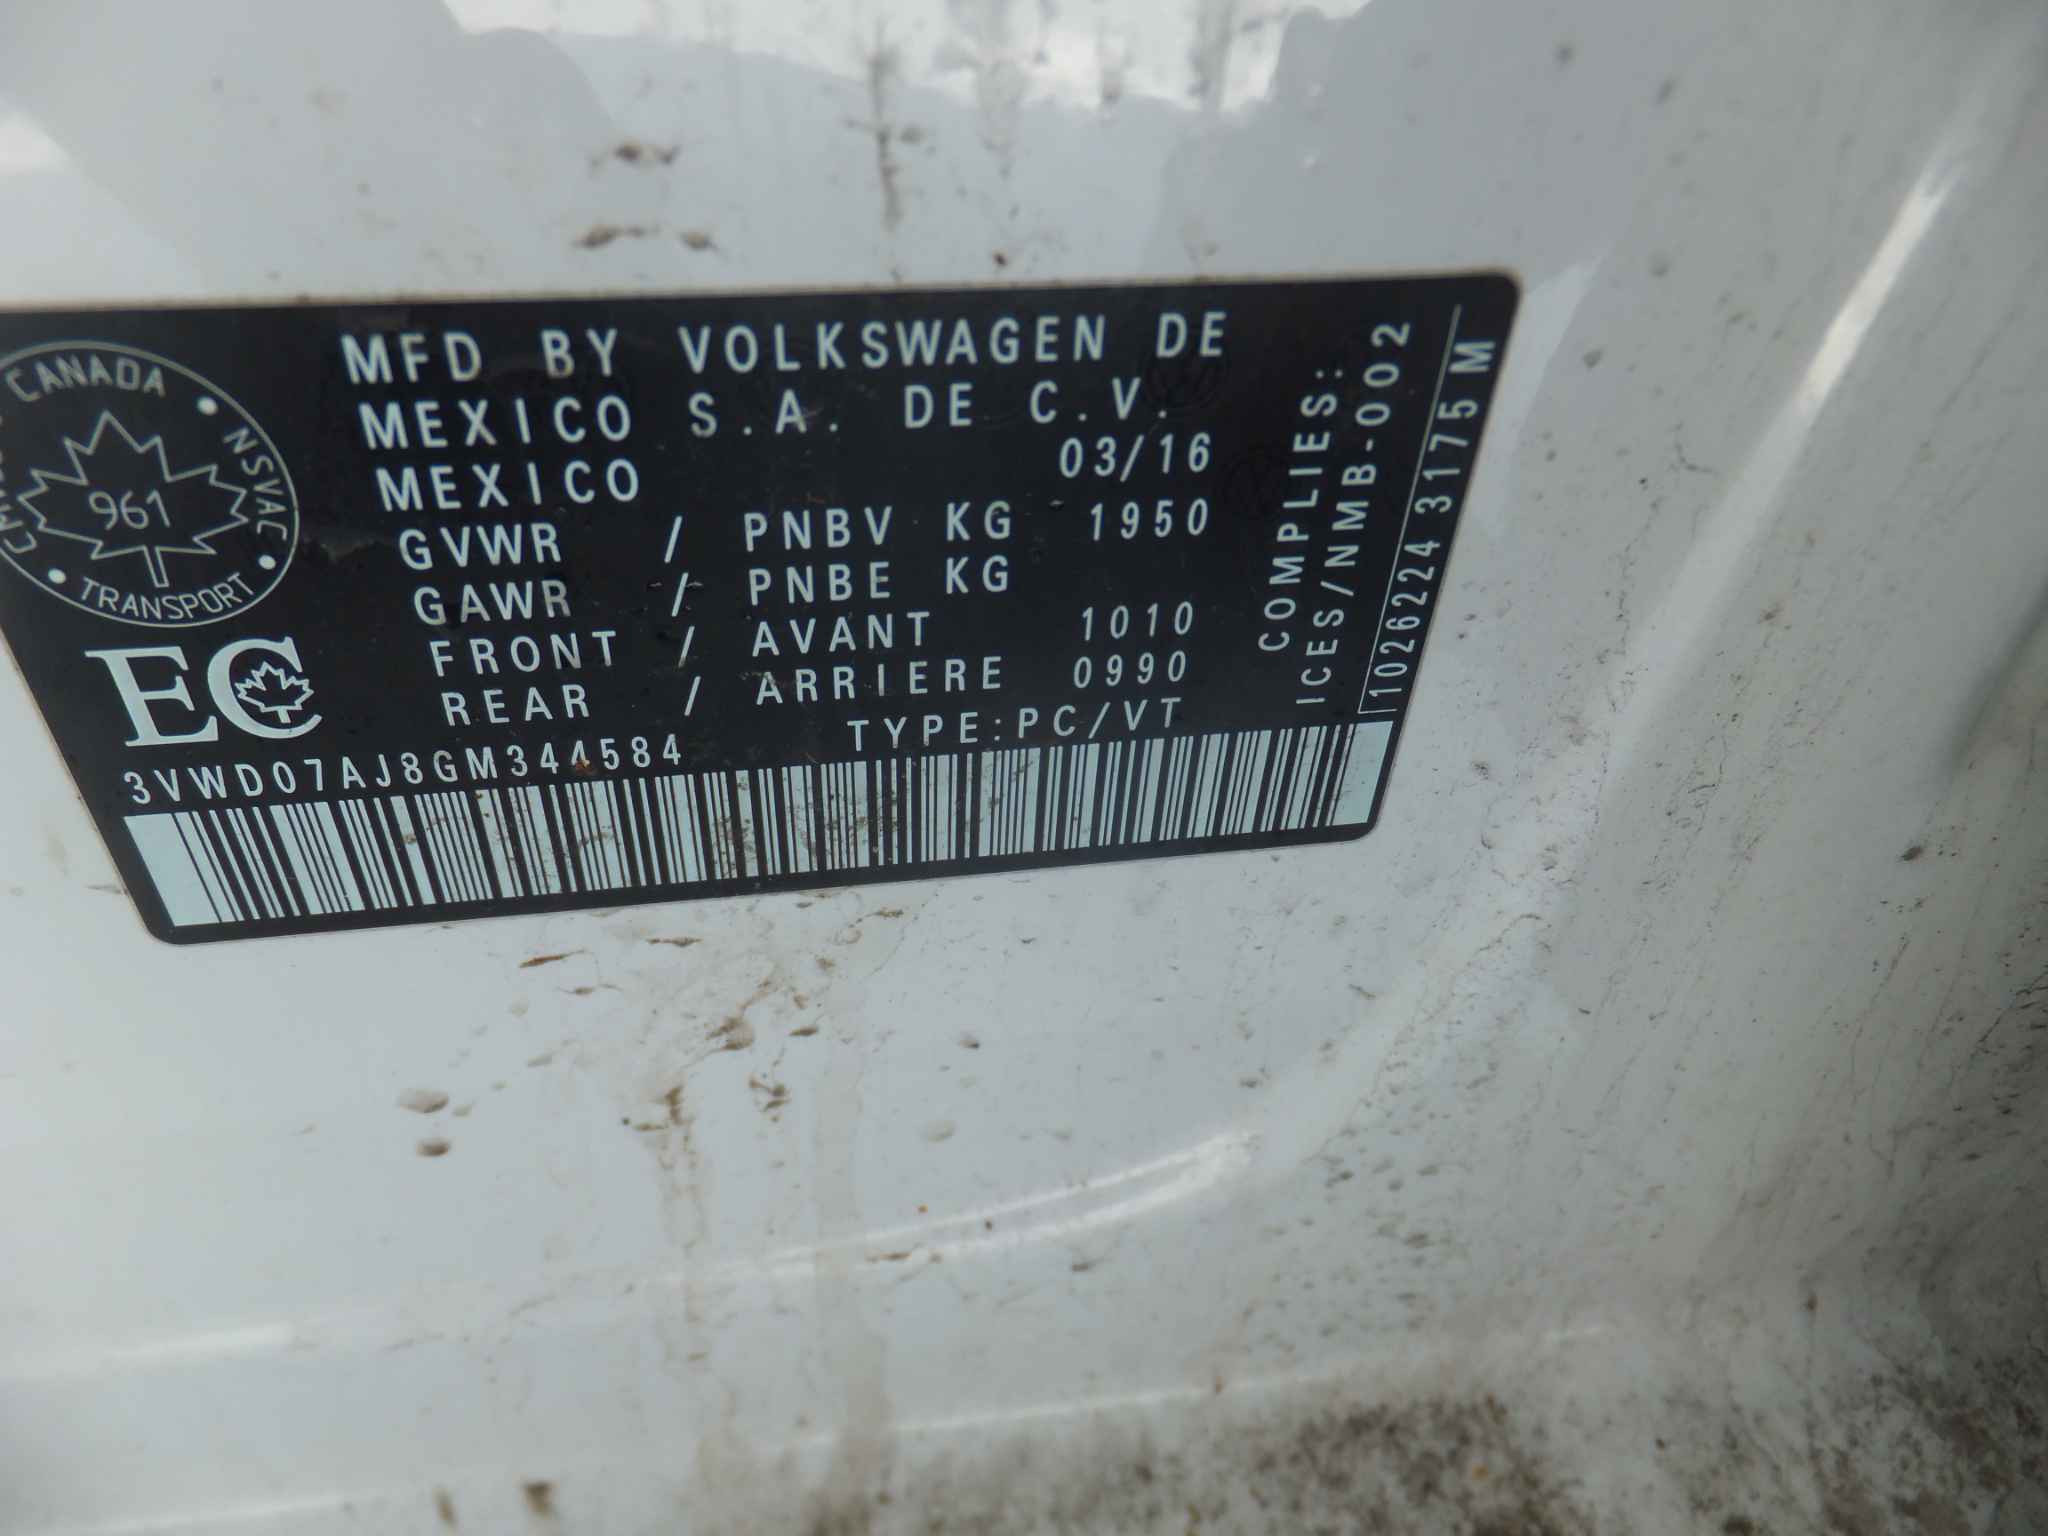 MFD BY VOLKSWAGEN DE
MEXICO S.A. DE C.V.
MEXICO 03/16
GVWR / PNBV KG 1950
GAWR / PNBE KG
FRONT / AVANT 1010
REAR / ARRIERE 0990
TYPE:PC/VT
3VWD07AJ8GM344584
CANADA
NSVAC
TRANSPORT
961
EC
COMPLIES:
ICES/NMB-002
1026224 3175 M